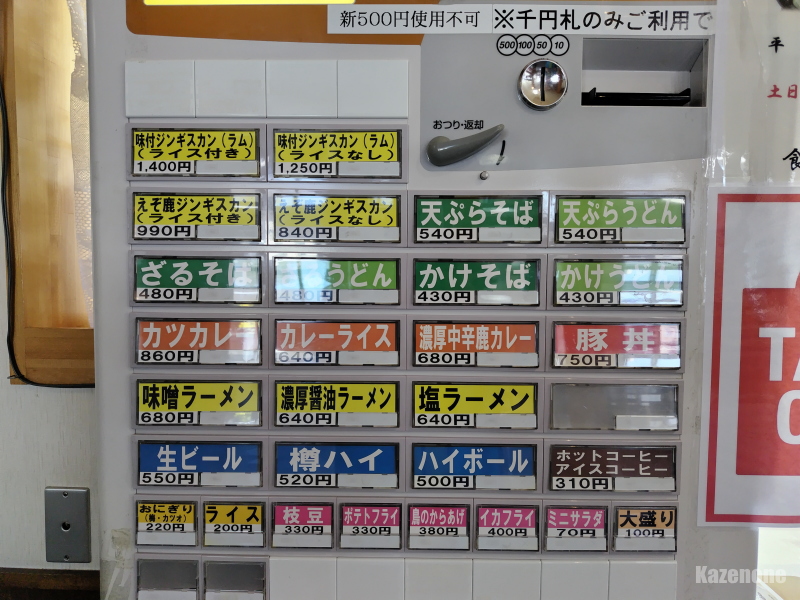 新500円使用不可
※千円札のみご利用で
500 100 50 10
おつり・返却
平
土日
食
味付ジンギスカン(ラム)
(ライス付き)
1,400円
味付ジンギスカン(ラム)
(ライスなし)
1,250円
えぞ鹿ジンギスカン
(ライス付き)
990円
えぞ鹿ジンギスカン
(ライスなし)
840円
天ぷらそば
540円
天ぷらうどん
540円
ざるそば
480円
うどん
480円
かけそば
430円
かけうどん
430円
カツカレー
860円
カレーライス
640円
濃厚中辛鹿カレー
680円
豚丼
750円
味噌ラーメン
680円
濃厚醤油ラーメン
640円
塩ラーメン
640円
生ビール
550円
樽ハイ
520円
ハイボール
500円
ホットコーヒー
アイスコーヒー
310円
おにぎり
(梅・カツオ)
220円
ライス
200円
枝豆
330円
ポテトフライ
330円
鳥のからあげ
380円
イカフライ
400円
ミニサラダ
70円
大盛り
100円
TA
C
Kazenone